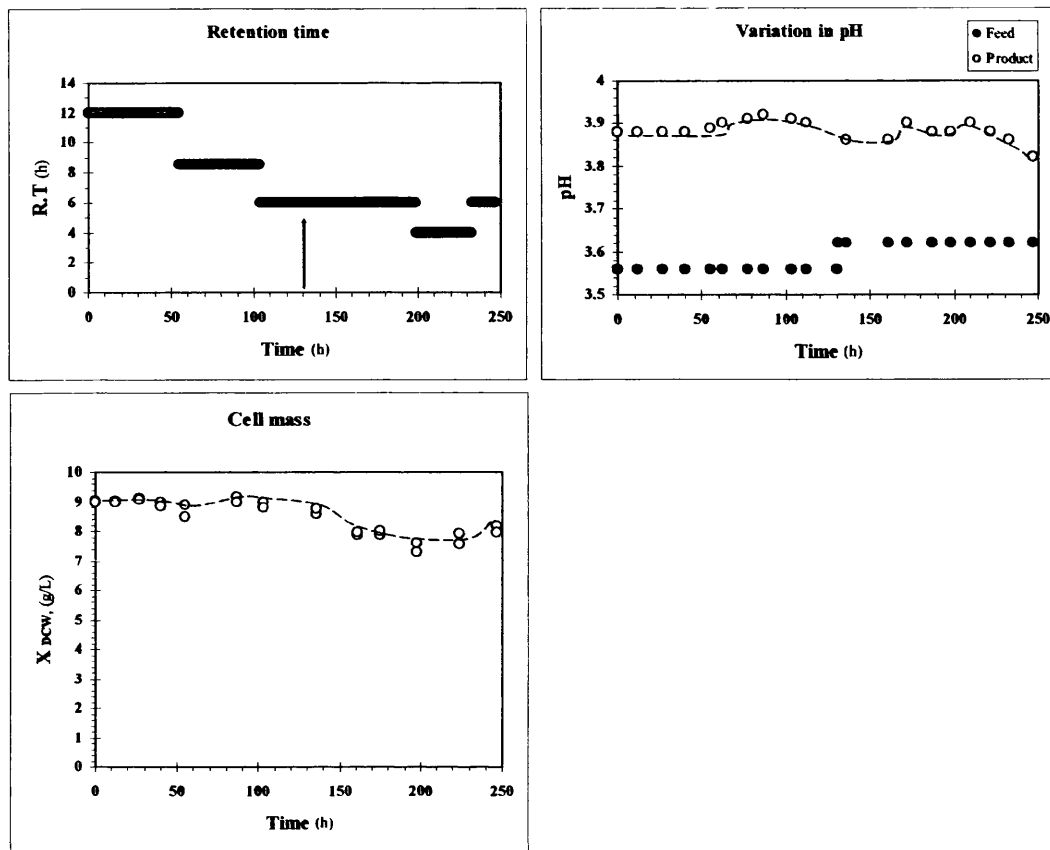 Retention time
14
12
10
8
6
4
2
0
R.T (h)
0 50 100 150 200 250
Time (h)
Variation in pH
Feed
Product
4
3.9
3.8
3.7
3.6
3.5
pH
0 50 100 150 200 250
Time (h)
Cell mass
10
9
8
7
6
5
4
3
2
1
0
X DCW, (g/L)
0 50 100 150 200 250
Time (h)